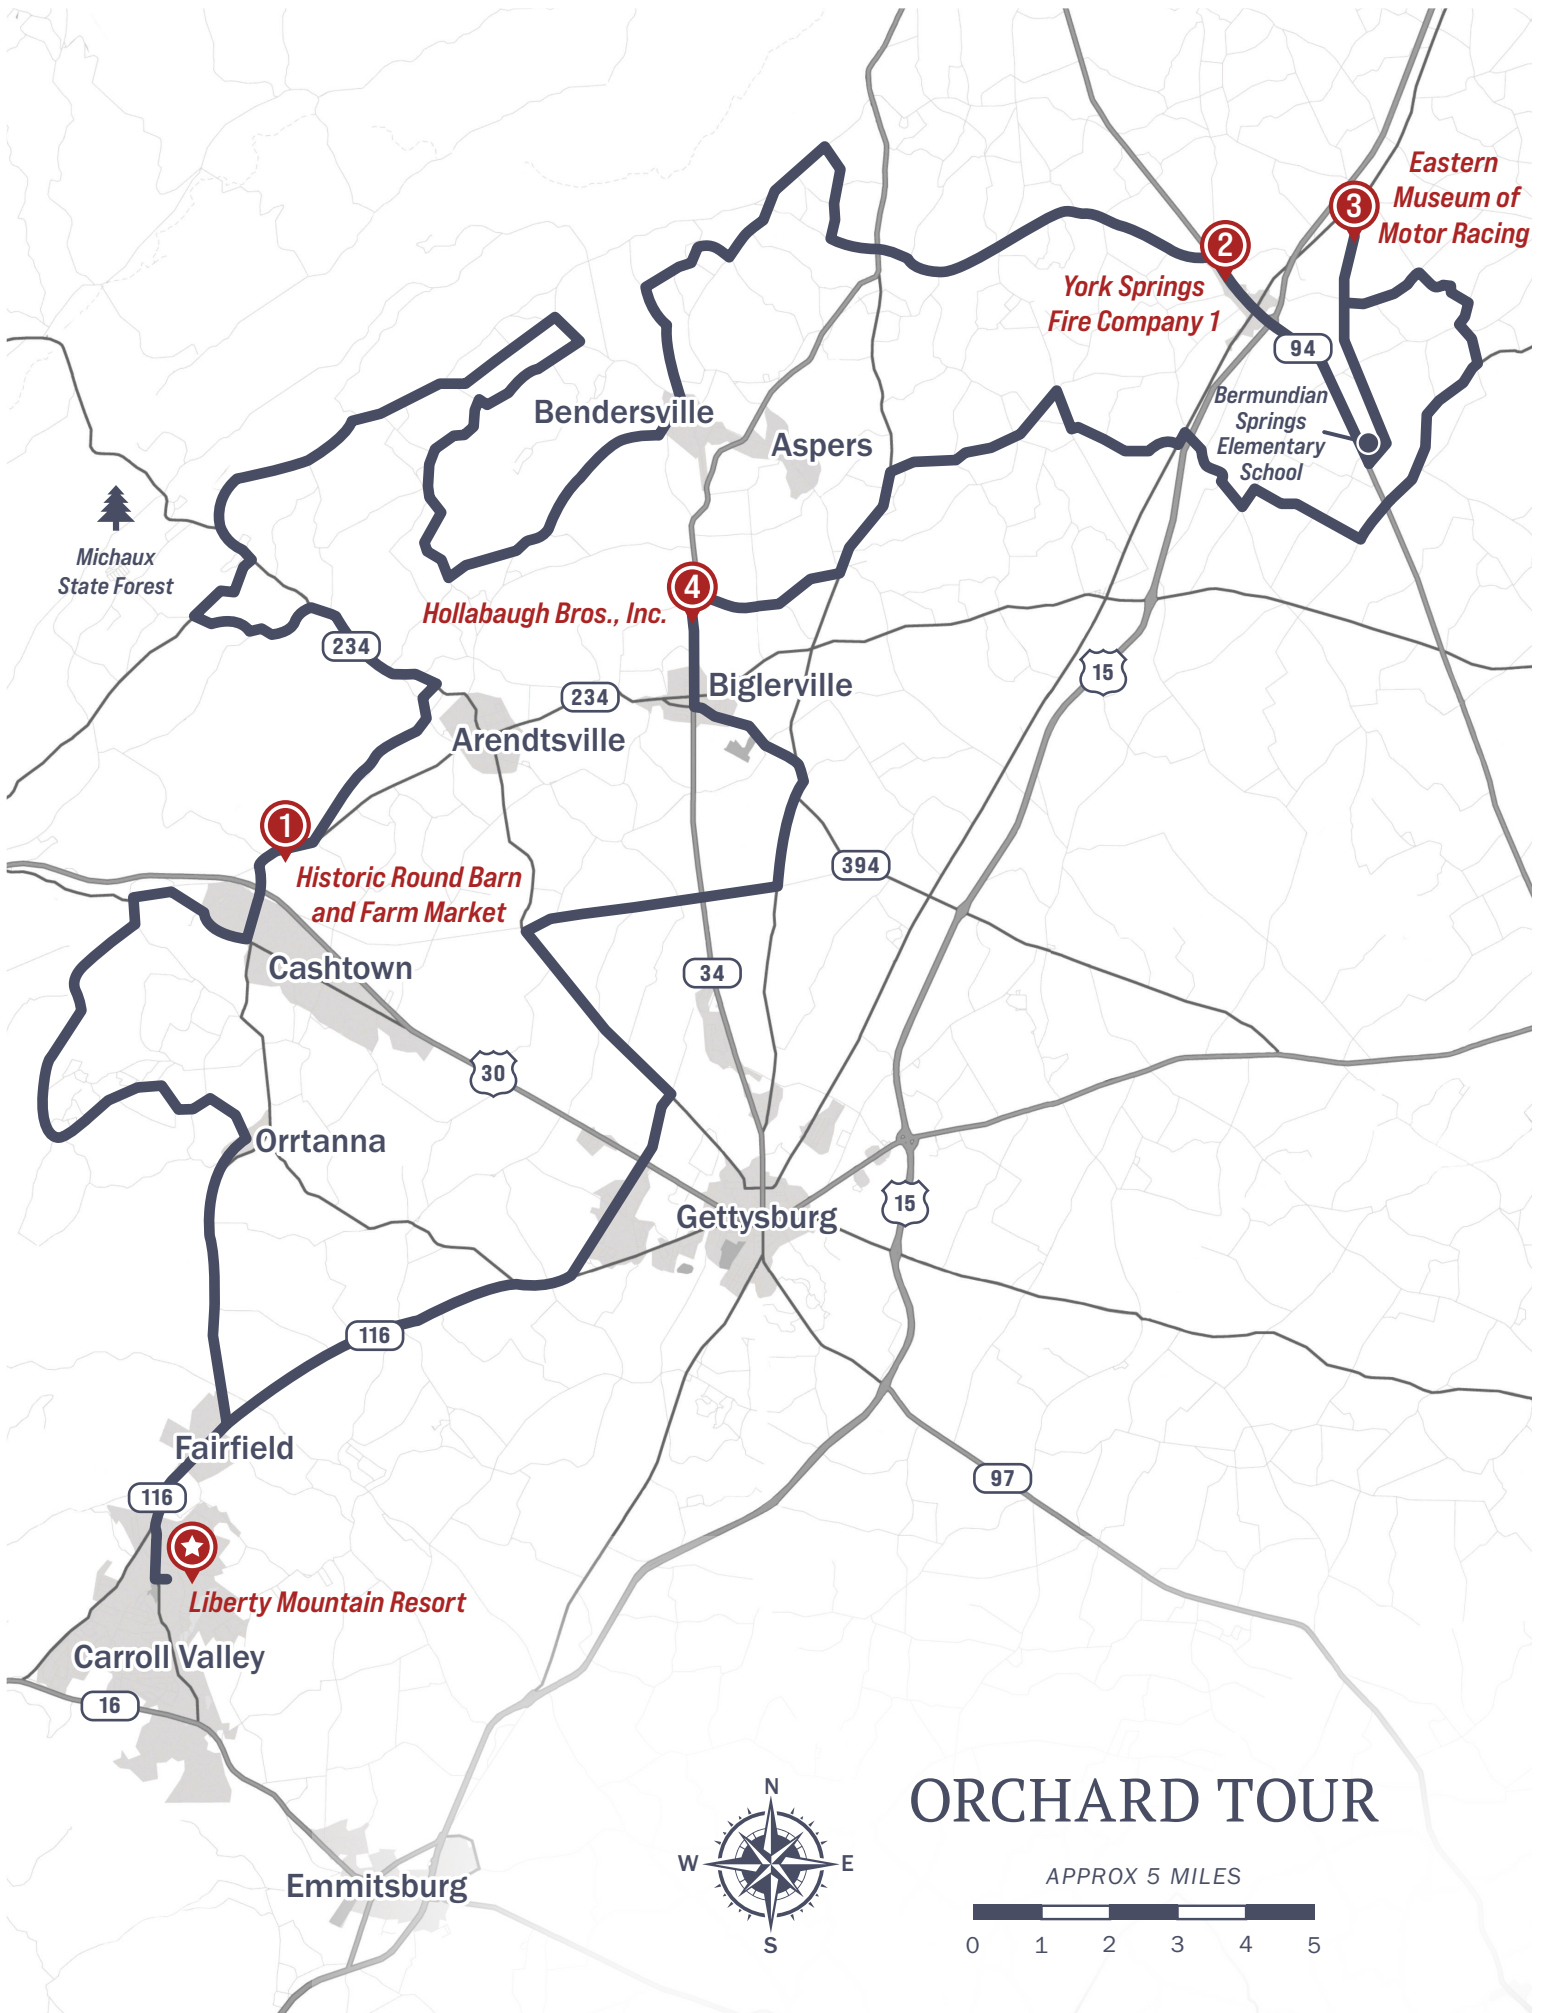 Eastern
Museum of
Motor Racing
3
2
York Springs
Fire Company 1
94
Bermundian
Springs
Elementary
School
Bendersville
Aspers
Michaux
State Forest
4
Hollabaugh Bros., Inc.
234
15
234
Biglerville
Arendtsville
1
394
Historic Round Barn
and Farm Market
Cashtown
34
30
Orrtanna
15
Gettysburg
116
Fairfield
97
116
Liberty Mountain Resort
Carroll Valley
16
N
W
E
S
ORCHARD TOUR
APPROX 5 MILES
0 1 2 3 4 5
Emmitsburg